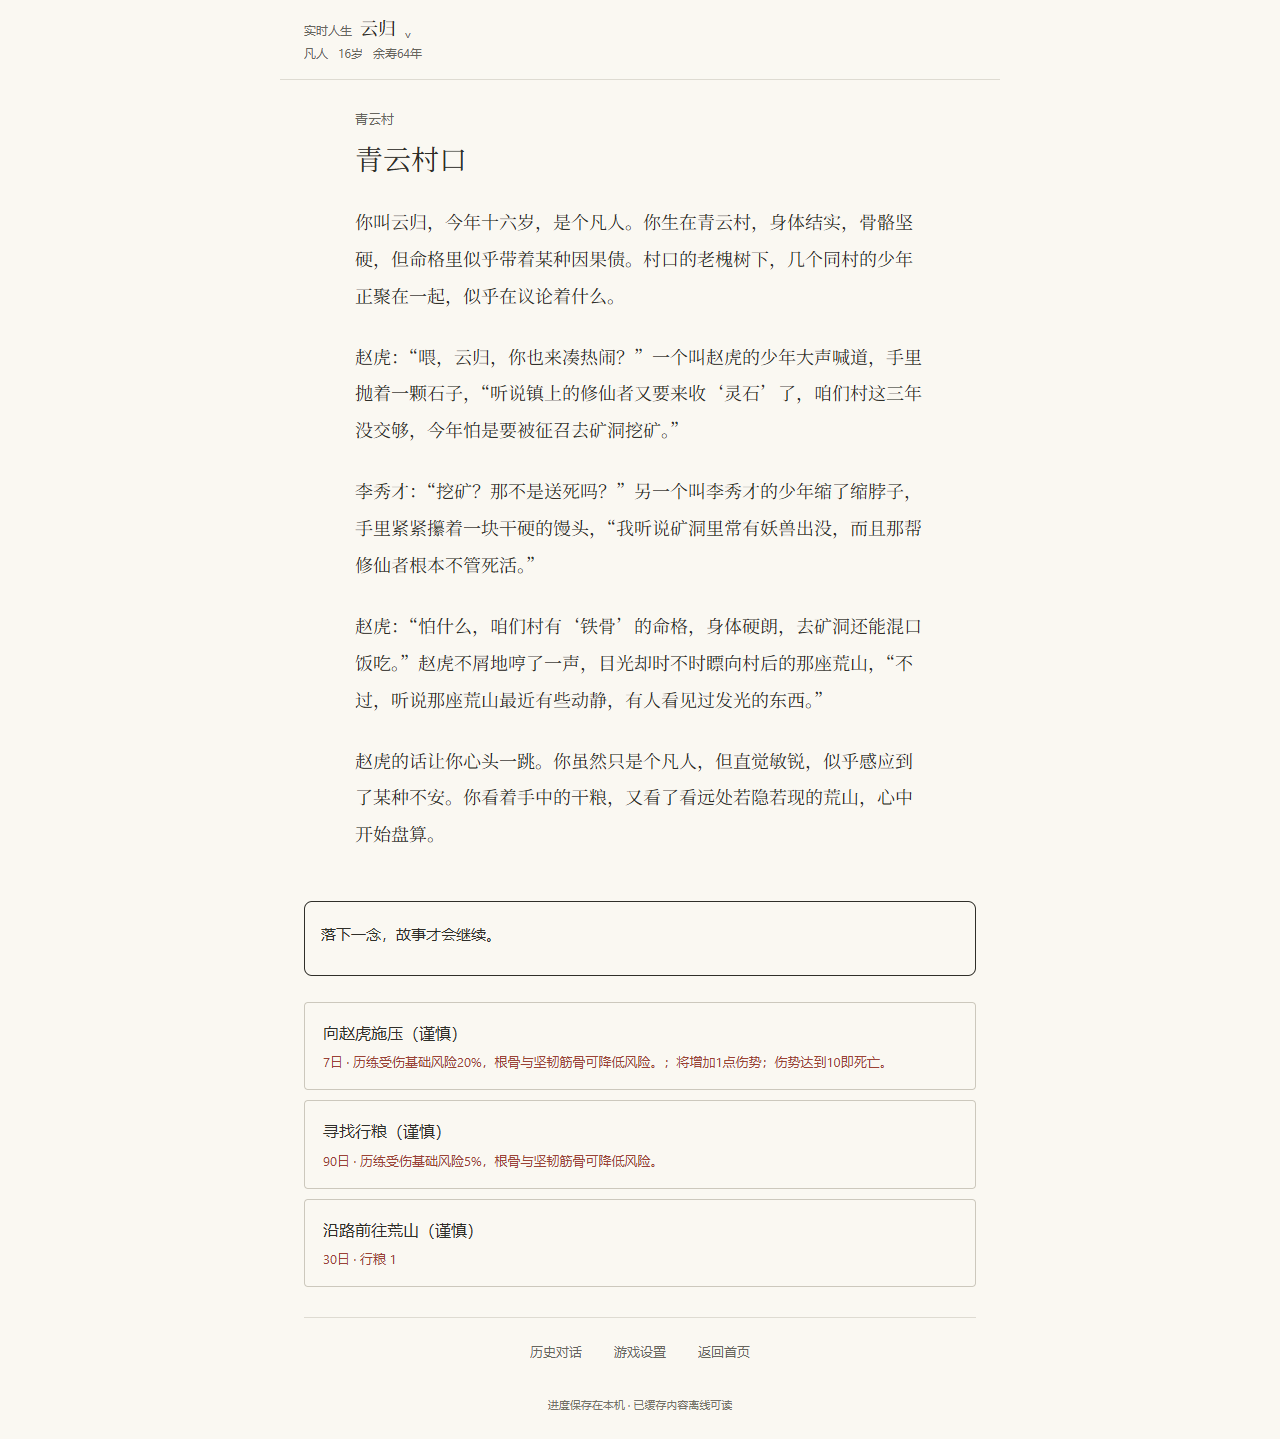 实时人生 云归 v
凡人 16岁 余寿64年
青云村
青云村口
你叫云归，今年十六岁，是个凡人。你生在青云村，身体结实，骨骼坚
硬，但命格里似乎带着某种因果债。村口的老槐树下，几个同村的少年
正聚在一起，似乎在议论着什么。
赵虎：“喂，云归，你也来凑热闹？”一个叫赵虎的少年大声喊道，手里
抛着一颗石子，“听说镇上的修仙者又要来收‘灵石’了，咱们村这三年
没交够，今年怕是要被征召去矿洞挖矿。”
李秀才：“挖矿？那不是送死吗？”另一个叫李秀才的少年缩了缩脖子，
手里紧紧攥着一块干硬的馒头，“我听说矿洞里常有妖兽出没，而且那帮
修仙者根本不管死活。”
赵虎：“怕什么，咱们村有‘铁骨’的命格，身体硬朗，去矿洞还能混口
饭吃。”赵虎不屑地哼了一声，目光却时不时瞟向村后的那座荒山，“不
过，听说那座荒山最近有些动静，有人看见过发光的东西。”
赵虎的话让你心头一跳。你虽然只是个凡人，但直觉敏锐，似乎感应到
了某种不安。你看着手中的干粮，又看了看远处若隐若现的荒山，心中
开始盘算。
落下一念，故事才会继续。
向赵虎施压（谨慎）
7日 · 历练受伤基础风险20%，根骨与坚韧筋骨可降低风险。；将增加1点伤势；伤势达到10即死亡。
寻找行粮（谨慎）
90日 · 历练受伤基础风险5%，根骨与坚韧筋骨可降低风险。
沿路前往荒山（谨慎）
30日 · 行粮 1
历史对话 游戏设置 返回首页
进度保存在本机 · 已缓存内容离线可读